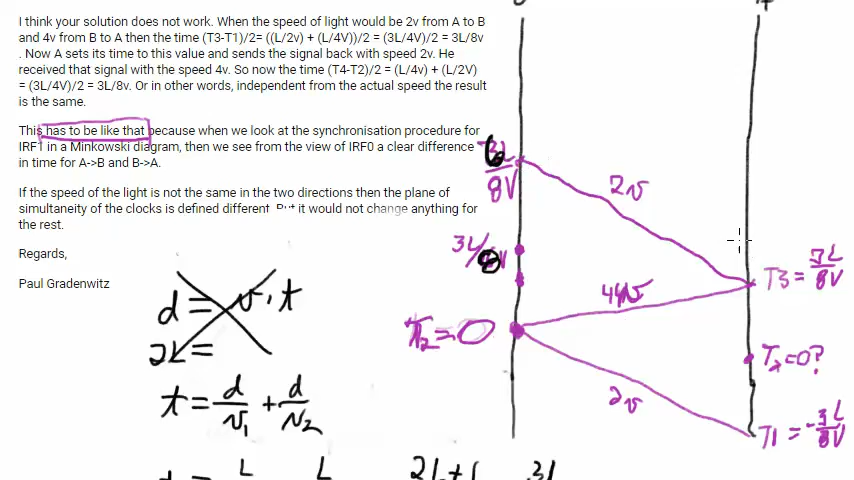 I think your solution does not work. When the speed of light would be 2v from A to B
and 4v from B to A then the time (T3-T1)/2= ((L/2v) + (L/4V))/2 = (3L/4V)/2 = 3L/8v
. Now A sets its time to this value and sends the signal back with speed 2v. He
received that signal with the speed 4v. So now the time (T4-T2)/2 = (L/4v) + (L/2V)
= (3L/4V)/2 = 3L/8v. Or in other words, independent from the actual speed the result
is the same.
This has to be like that because when we look at the synchronisation procedure for
IRF1 in a Minkowski diagram, then we see from the view of IRF0 a clear difference
in time for A->B and B->A.
If the speed of the light is not the same in the two directions then the plane of
simultaneity of the clocks is defined different it would not change anything for
the rest.
Regards,
Paul Gradenwitz
d = v.t
2L =
t = d/v1 + d/v2
2L+L 3L
L L
8V
2v
3L/
4v
T3 = 3L/8V
T2=0
Tx=0?
2v
T1 = -3L/8V